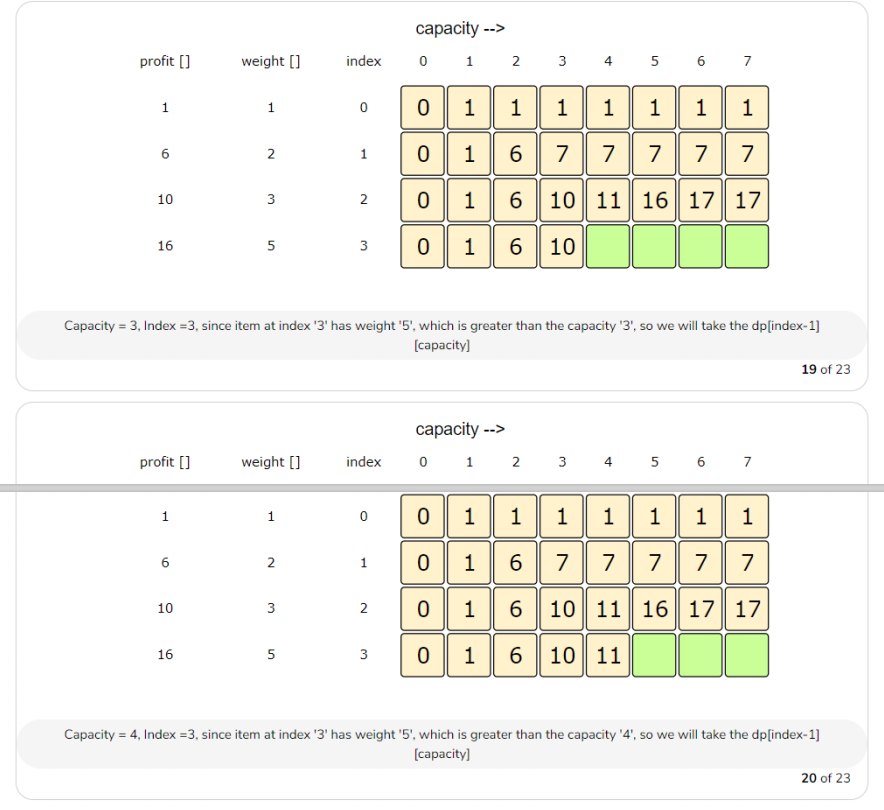 capacity -->
profit [] weight [] index 0 1 2 3 4 5 6 7
1 1 0 0 1 1 1 1 1 1 1
6 2 1 0 1 6 7 7 7 7 7
10 3 2 0 1 6 10 11 16 17 17
16 5 3 0 1 6 10
Capacity = 3, Index =3, since item at index '3' has weight '5', which is greater than the capacity '3', so we will take the dp[index-1]
[capacity]
19 of 23
capacity -->
profit [] weight [] index 0 1 2 3 4 5 6 7
1 1 0 0 1 1 1 1 1 1 1
6 2 1 0 1 6 7 7 7 7 7
10 3 2 0 1 6 10 11 16 17 17
16 5 3 0 1 6 10 11
Capacity = 4, Index =3, since item at index '3' has weight '5', which is greater than the capacity '4', so we will take the dp[index-1]
[capacity]
20 of 23